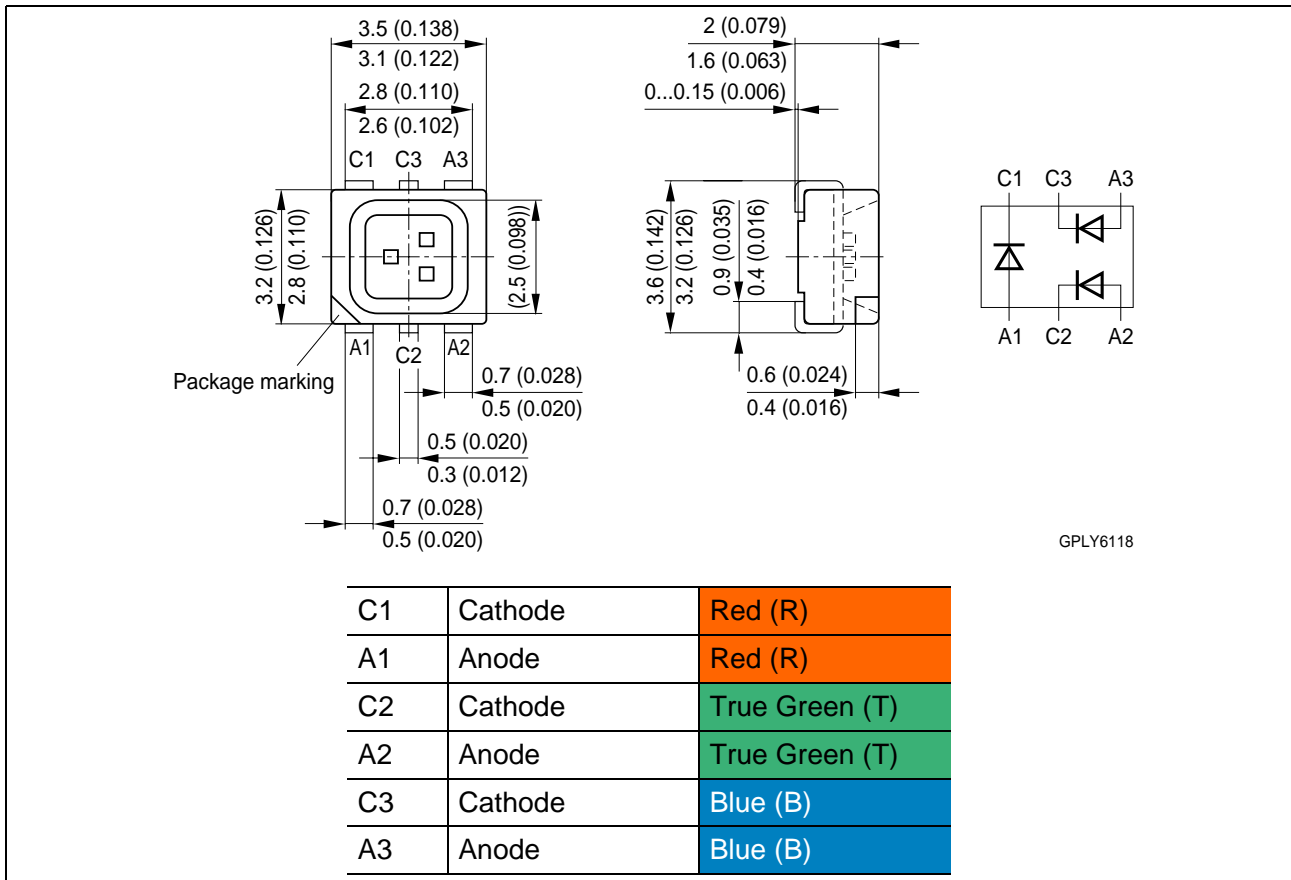 3.5 (0.138)
3.1 (0.122)
2.8 (0.110)
2.6 (0.102)
C1 C3 A3
3.2 (0.126)
2.8 (0.110)
(2.5 (0.098))
A1 C2 A2
Package marking
0.7 (0.028)
0.5 (0.020)
0.5 (0.020)
0.3 (0.012)
0.7 (0.028)
0.5 (0.020)
2 (0.079)
1.6 (0.063)
0...0.15 (0.006)
3.6 (0.142)
3.2 (0.126)
0.9 (0.035)
0.4 (0.016)
0.6 (0.024)
0.4 (0.016)
C1 C3 A3
A1 C2 A2
GPLY6118
C1 Cathode Red (R)
A1 Anode Red (R)
C2 Cathode True Green (T)
A2 Anode True Green (T)
C3 Cathode Blue (B)
A3 Anode Blue (B)